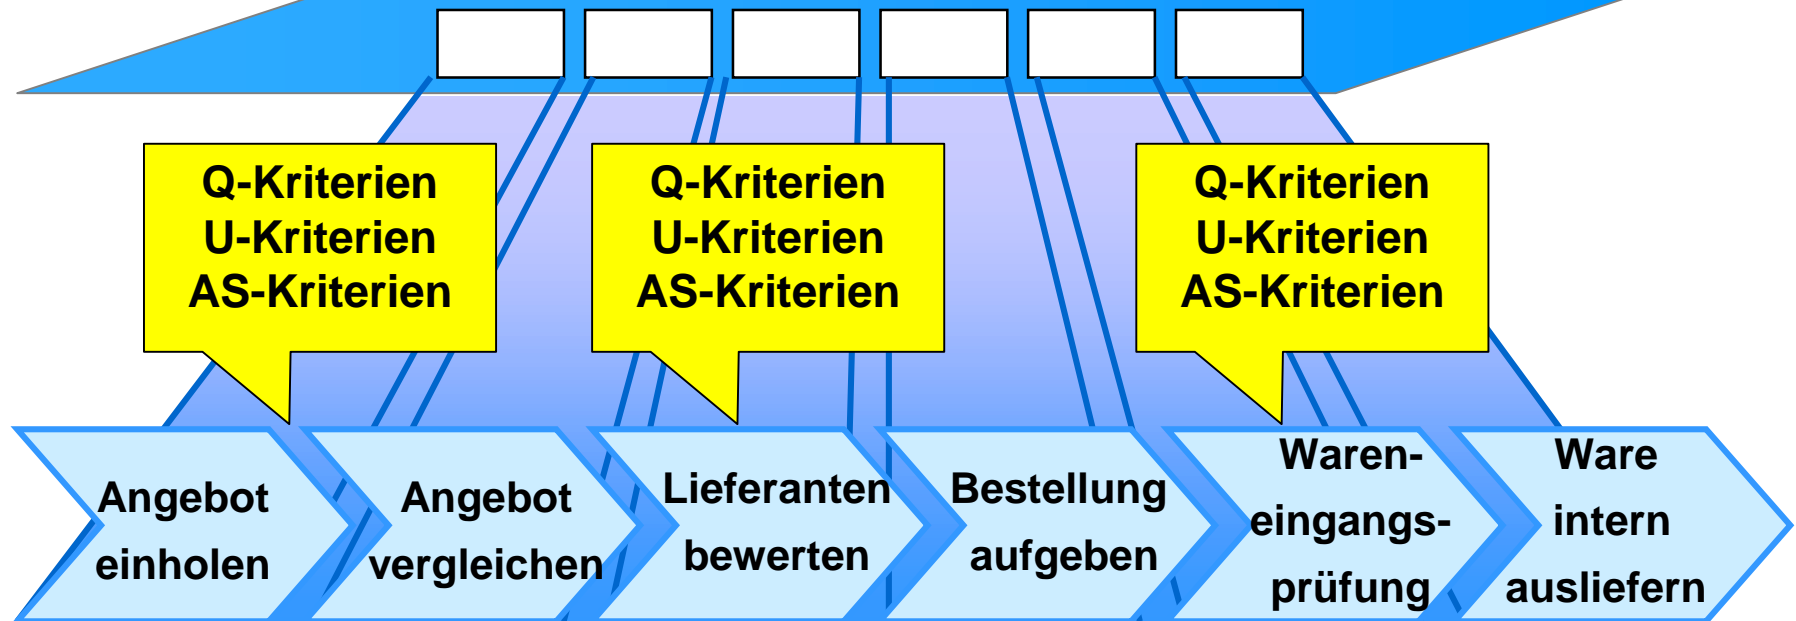 Q-Kriterien
U-Kriterien
AS-Kriterien
Q-Kriterien
U-Kriterien
AS-Kriterien
Q-Kriterien
U-Kriterien
AS-Kriterien
Angebot
einholen
Angebot
vergleichen
Lieferanten
bewerten
Bestellung
aufgeben
Waren-
eingangs-
prüfung
Ware
intern
ausliefern